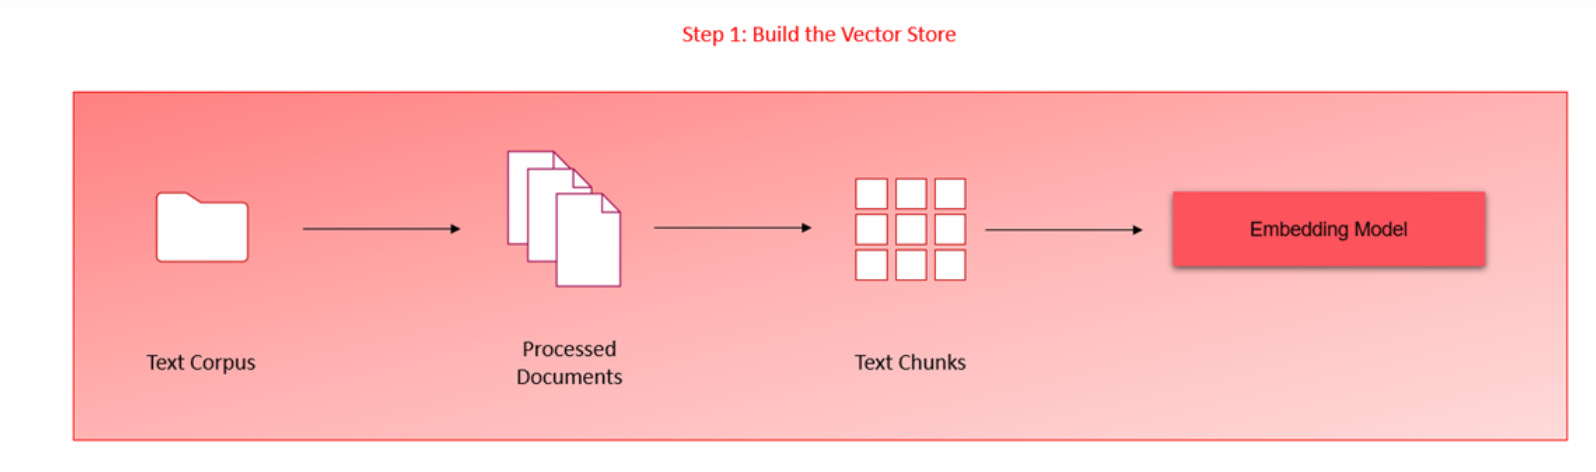 Step 1: Build the Vector Store
Embedding Model
Text Corpus
Processed
Documents
Text Chunks